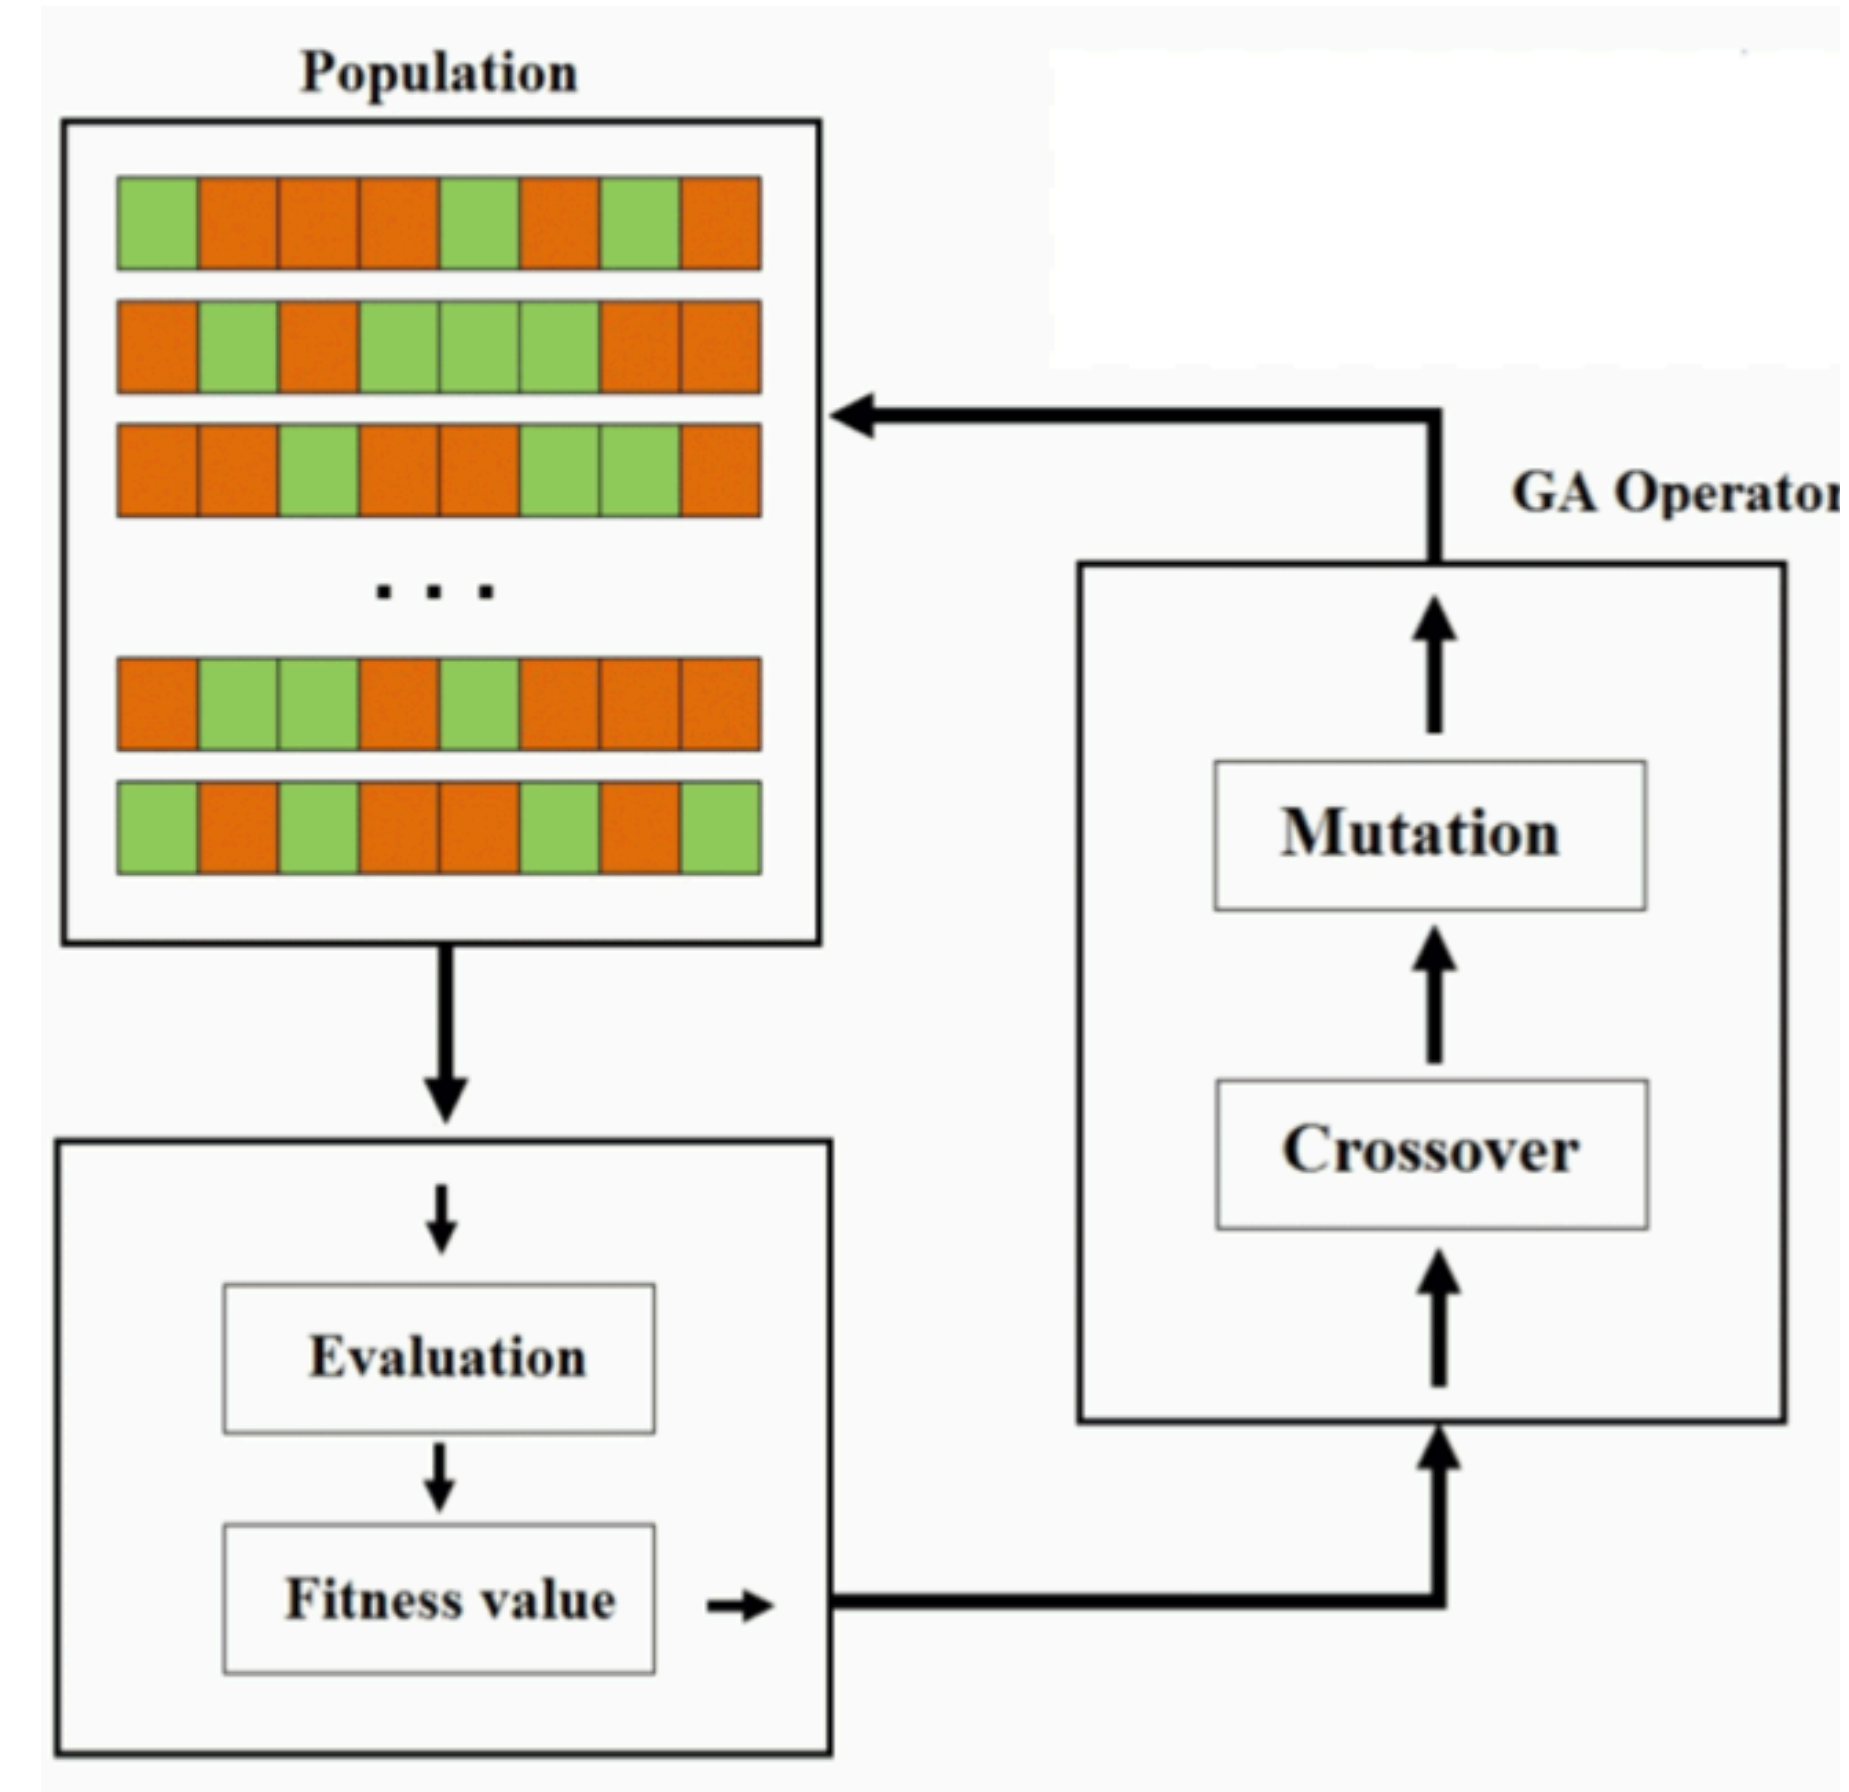 Population
. . .
GA Operator
Mutation
Crossover
Evaluation
Fitness value